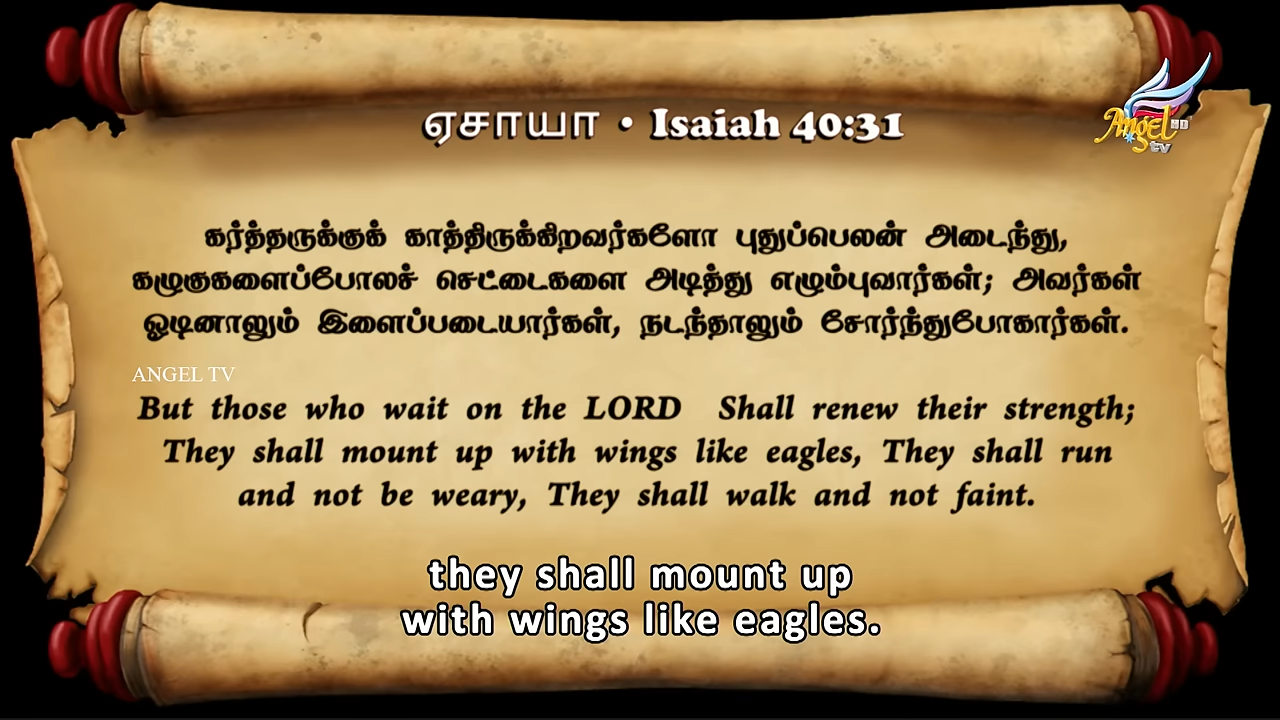 ஏசாயா • Isaiah 40:31
Angel HD
tv
கர்த்தருக்குக் காத்திருக்கிறவர்களோ புதுப்பெலன் அடைந்து,
கழுகுகளைப்போலச் செட்டைகளை அடித்து எழும்புவார்கள்; அவர்கள்
ஓடினாலும் இளைப்படையார்கள், நடந்தாலும் சோர்ந்துபோகார்கள்.
ANGEL TV
But those who wait on the LORD Shall renew their strength;
They shall mount up with wings like eagles, They shall run
and not be weary, They shall walk and not faint.
they shall mount up
with wings like eagles.